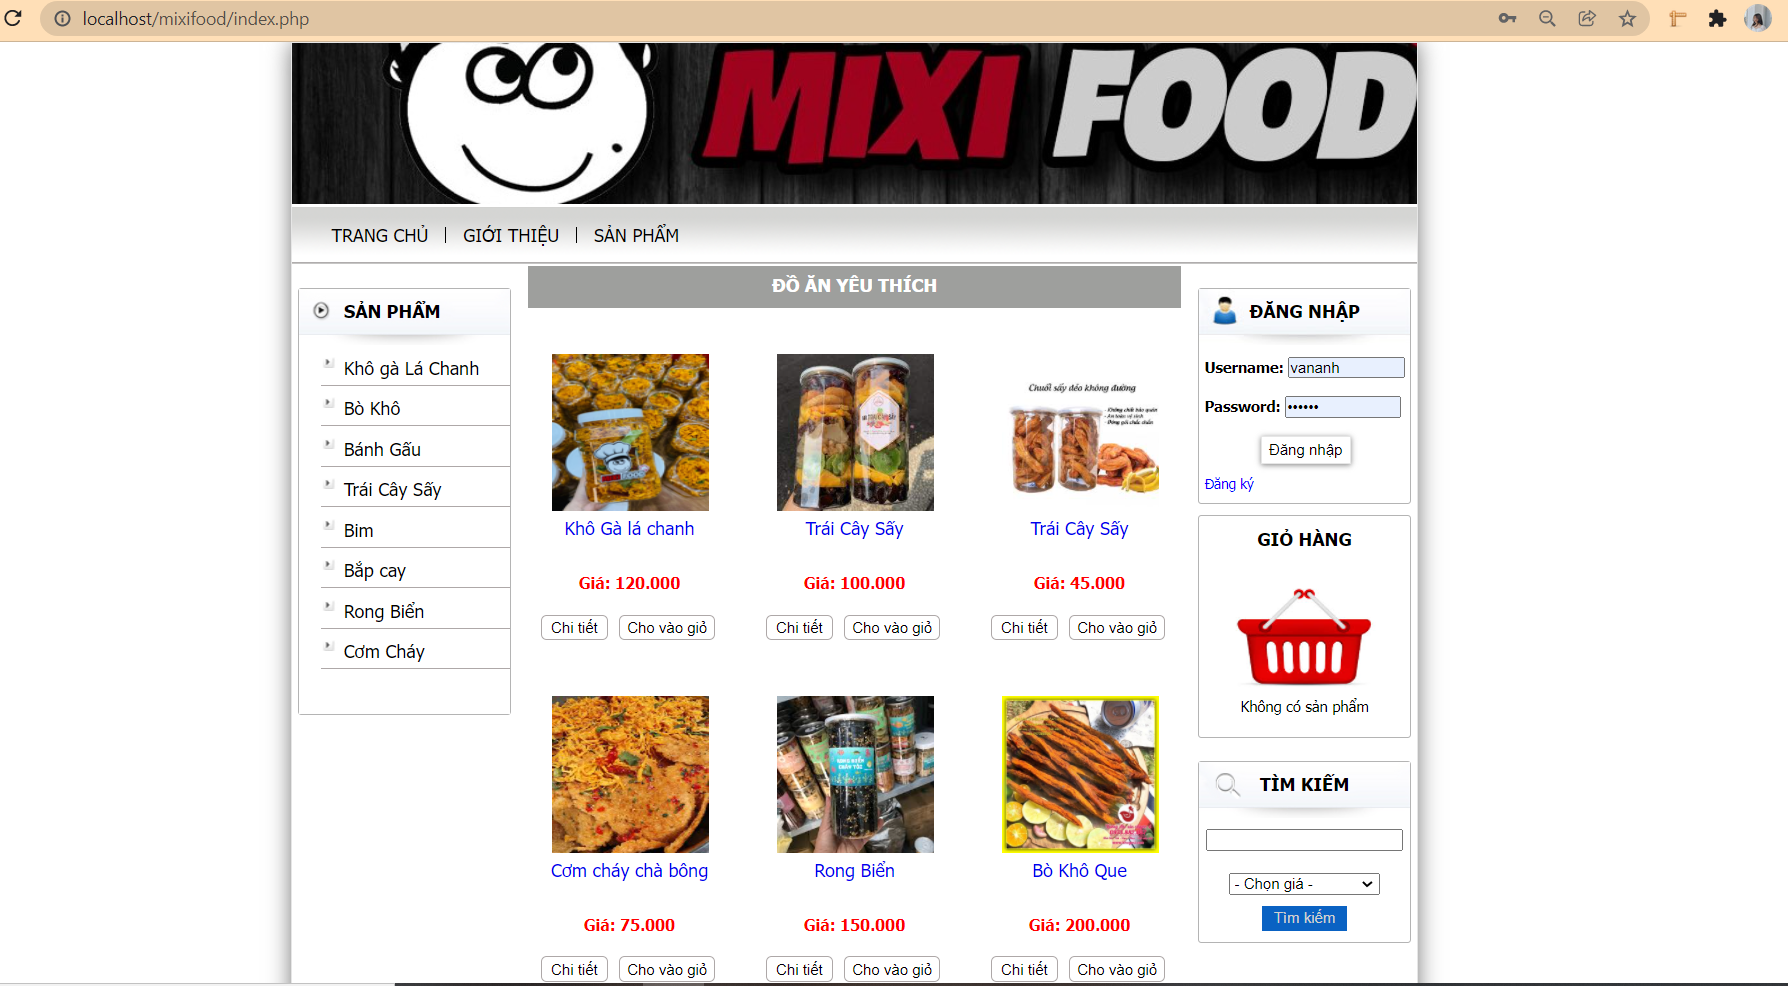 localhost/mixifood/index.php
MIXI FOOD
TRANG CHỦ | GIỚI THIỆU | SẢN PHẨM
SẢN PHẨM
Khô gà Lá Chanh
Bò Khô
Bánh Gấu
Trái Cây Sấy
Bim
Bắp cay
Rong Biển
Cơm Cháy
ĐỒ ĂN YÊU THÍCH
Chuối sấy dẻo không đường
Khô Gà lá chanh
Trái Cây Sấy
Trái Cây Sấy
Giá: 120.000
Giá: 100.000
Giá: 45.000
Chi tiết Cho vào giỏ
Chi tiết Cho vào giỏ
Chi tiết Cho vào giỏ
RONG BIỂN
CHÁY TỎI
Cơm cháy chà bông
Rong Biển
Bò Khô Que
Giá: 75.000
Giá: 150.000
Giá: 200.000
Chi tiết Cho vào giỏ
Chi tiết Cho vào giỏ
Chi tiết Cho vào giỏ
ĐĂNG NHẬP
Username: vananh
Password: ••••••
Đăng nhập
Đăng ký
GIỎ HÀNG
Không có sản phẩm
TÌM KIẾM
- Chọn giá -
Tìm kiếm